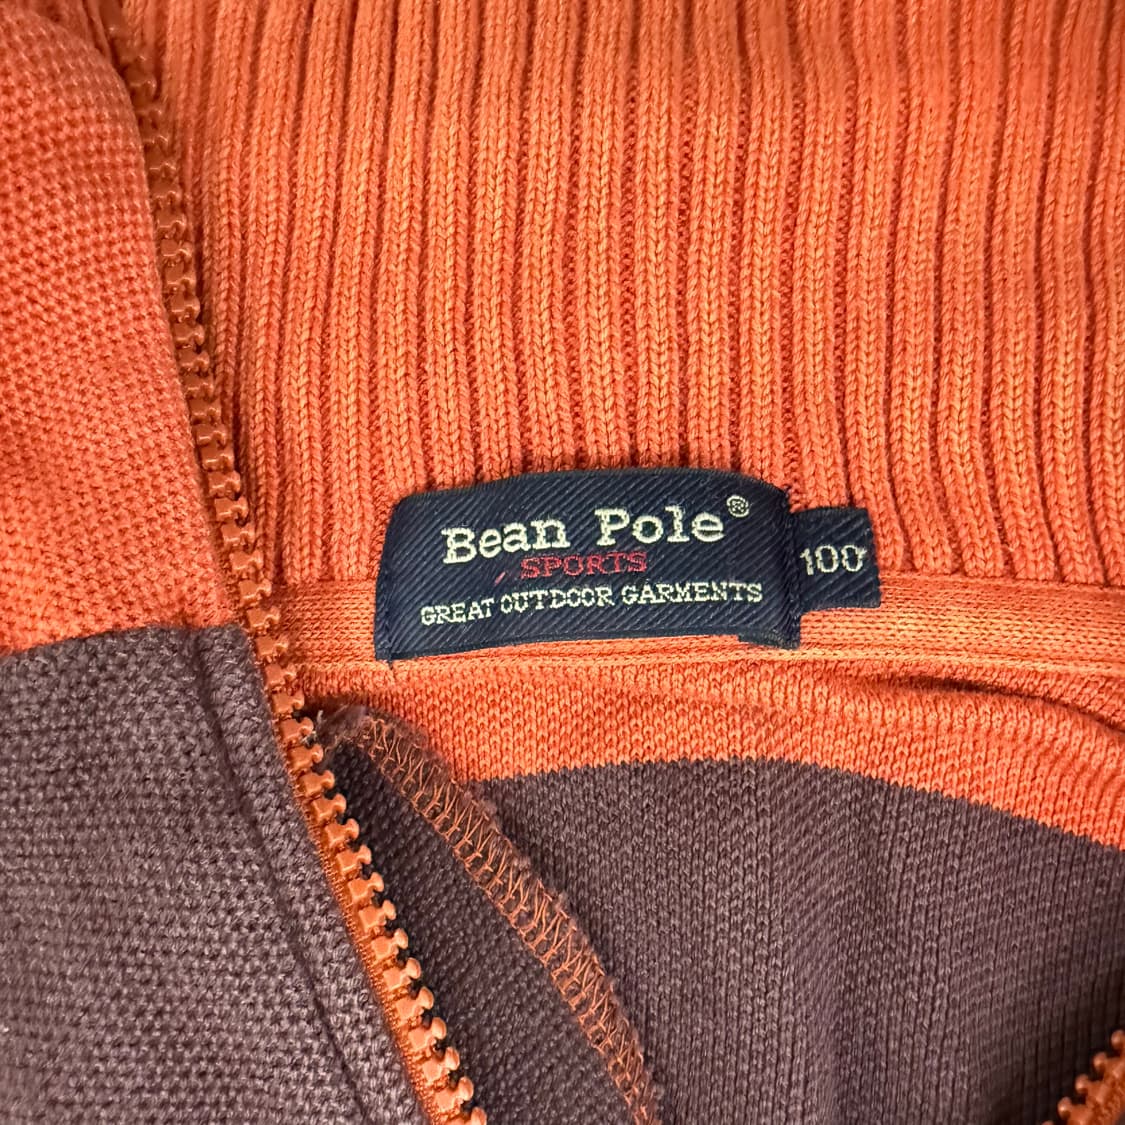 Bean Pole®
SPORTS
GREAT OUTDOOR GARMENTS
100